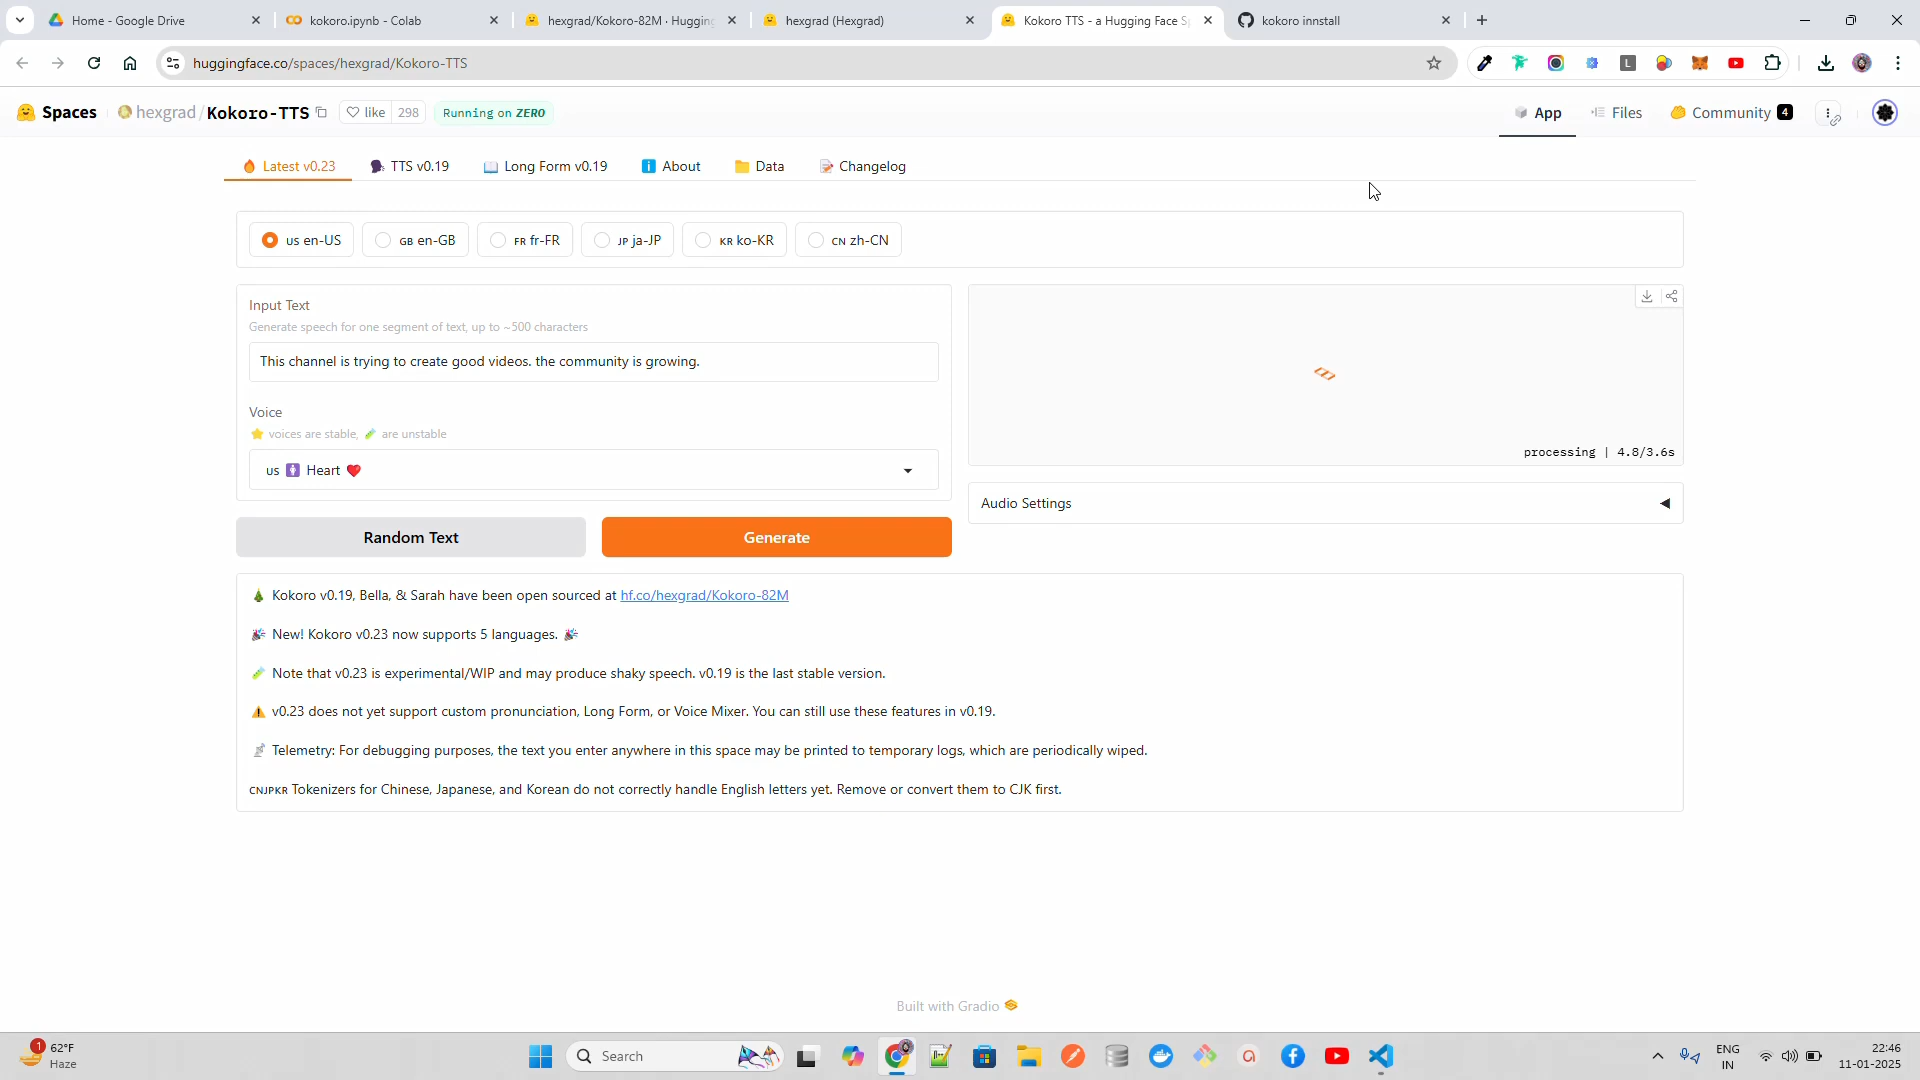 Home - Google Drive
kokoro.ipynb - Colab
hexgrad/Kokoro-82M · Hugging
hexgrad (Hexgrad)
Kokoro TTS - a Hugging Face S
kokoro innstall
huggingface.co/spaces/hexgrad/Kokoro-TTS
L
Spaces
hexgrad/Kokoro-TTS
like 298
Running on ZERO
App
Files
Community 4
Latest v0.23
TTS v0.19
Long Form v0.19
About
Data
Changelog
us en-US
GB en-GB
FR fr-FR
JP ja-JP
KR ko-KR
CN zh-CN
Input Text
Generate speech for one segment of text, up to ~500 characters
This channel is trying to create good videos. the community is growing.
Voice
voices are stable, are unstable
us Heart
processing | 4.8/3.6s
Audio Settings
Random Text
Generate
Kokoro v0.19, Bella, & Sarah have been open sourced at hf.co/hexgrad/Kokoro-82M
New! Kokoro v0.23 now supports 5 languages.
Note that v0.23 is experimental/WIP and may produce shaky speech. v0.19 is the last stable version.
v0.23 does not yet support custom pronunciation, Long Form, or Voice Mixer. You can still use these features in v0.19.
Telemetry: For debugging purposes, the text you enter anywhere in this space may be printed to temporary logs, which are periodically wiped.
CNJPKR Tokenizers for Chinese, Japanese, and Korean do not correctly handle English letters yet. Remove or convert them to CJK first.
Built with Gradio
1
62°F
Haze
Search
ENG
IN
22:46
11-01-2025